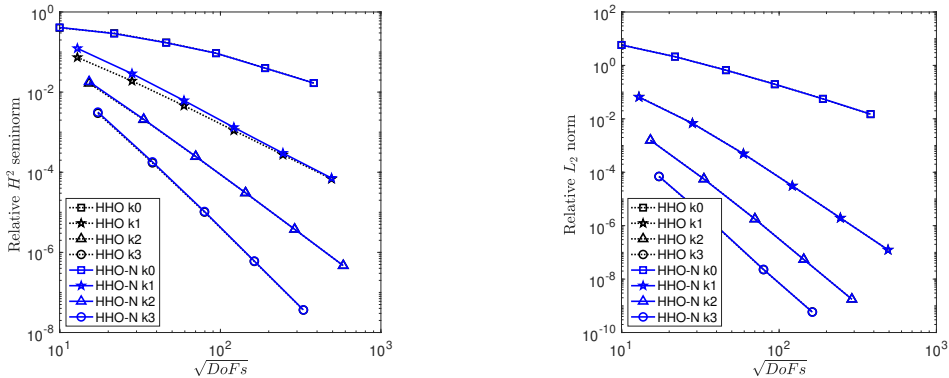 10^0
10^-2
10^-4
10^-6
10^-8
Relative H^2 seminorm
HHO k0
HHO k1
HHO k2
HHO k3
HHO-N k0
HHO-N k1
HHO-N k2
HHO-N k3
10^1
10^2
10^3
√DoFs
10^2
10^0
10^-2
10^-4
10^-6
10^-8
10^-10
Relative L_2 norm
HHO k0
HHO k1
HHO k2
HHO k3
HHO-N k0
HHO-N k1
HHO-N k2
HHO-N k3
10^1
10^2
10^3
√DoFs